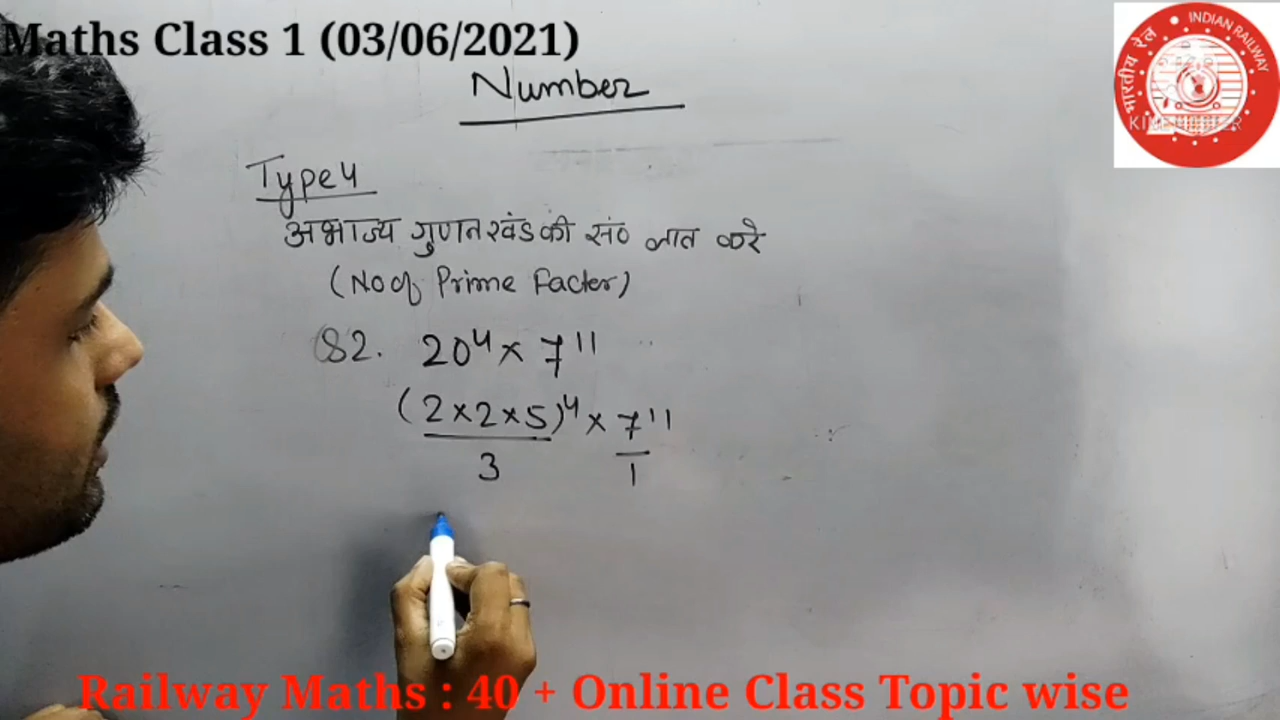 Maths Class 1 (03/06/2021)
INDIAN RAILWAY
भारतीय रेल
Number
Type 4
अभाज्य गुणनखंड की सं० ज्ञात करे
(No of Prime Facter)
82. 20⁴ × 7¹¹
(2×2×5)⁴ × 7¹¹
3 1
Railway Maths : 40 + Online Class Topic wise